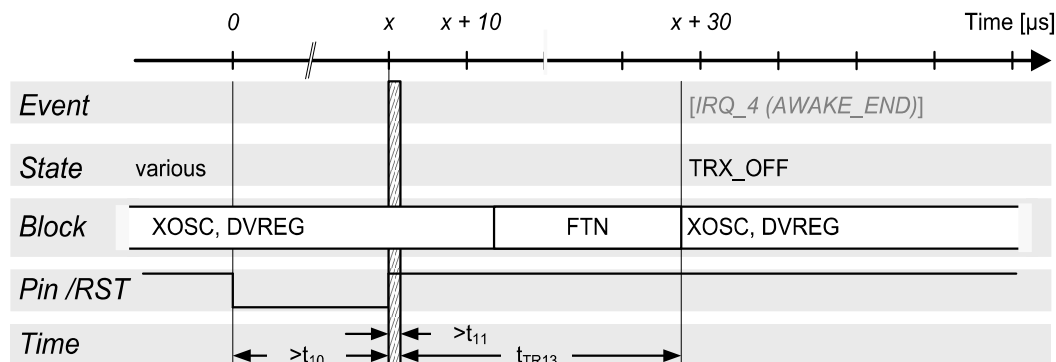 0 x x + 10 x + 30 Time [µs]
Event [IRQ_4 (AWAKE_END)]
State various TRX_OFF
Block XOSC, DVREG FTN XOSC, DVREG
Pin /RST
>t11
Time >t10 tTR13